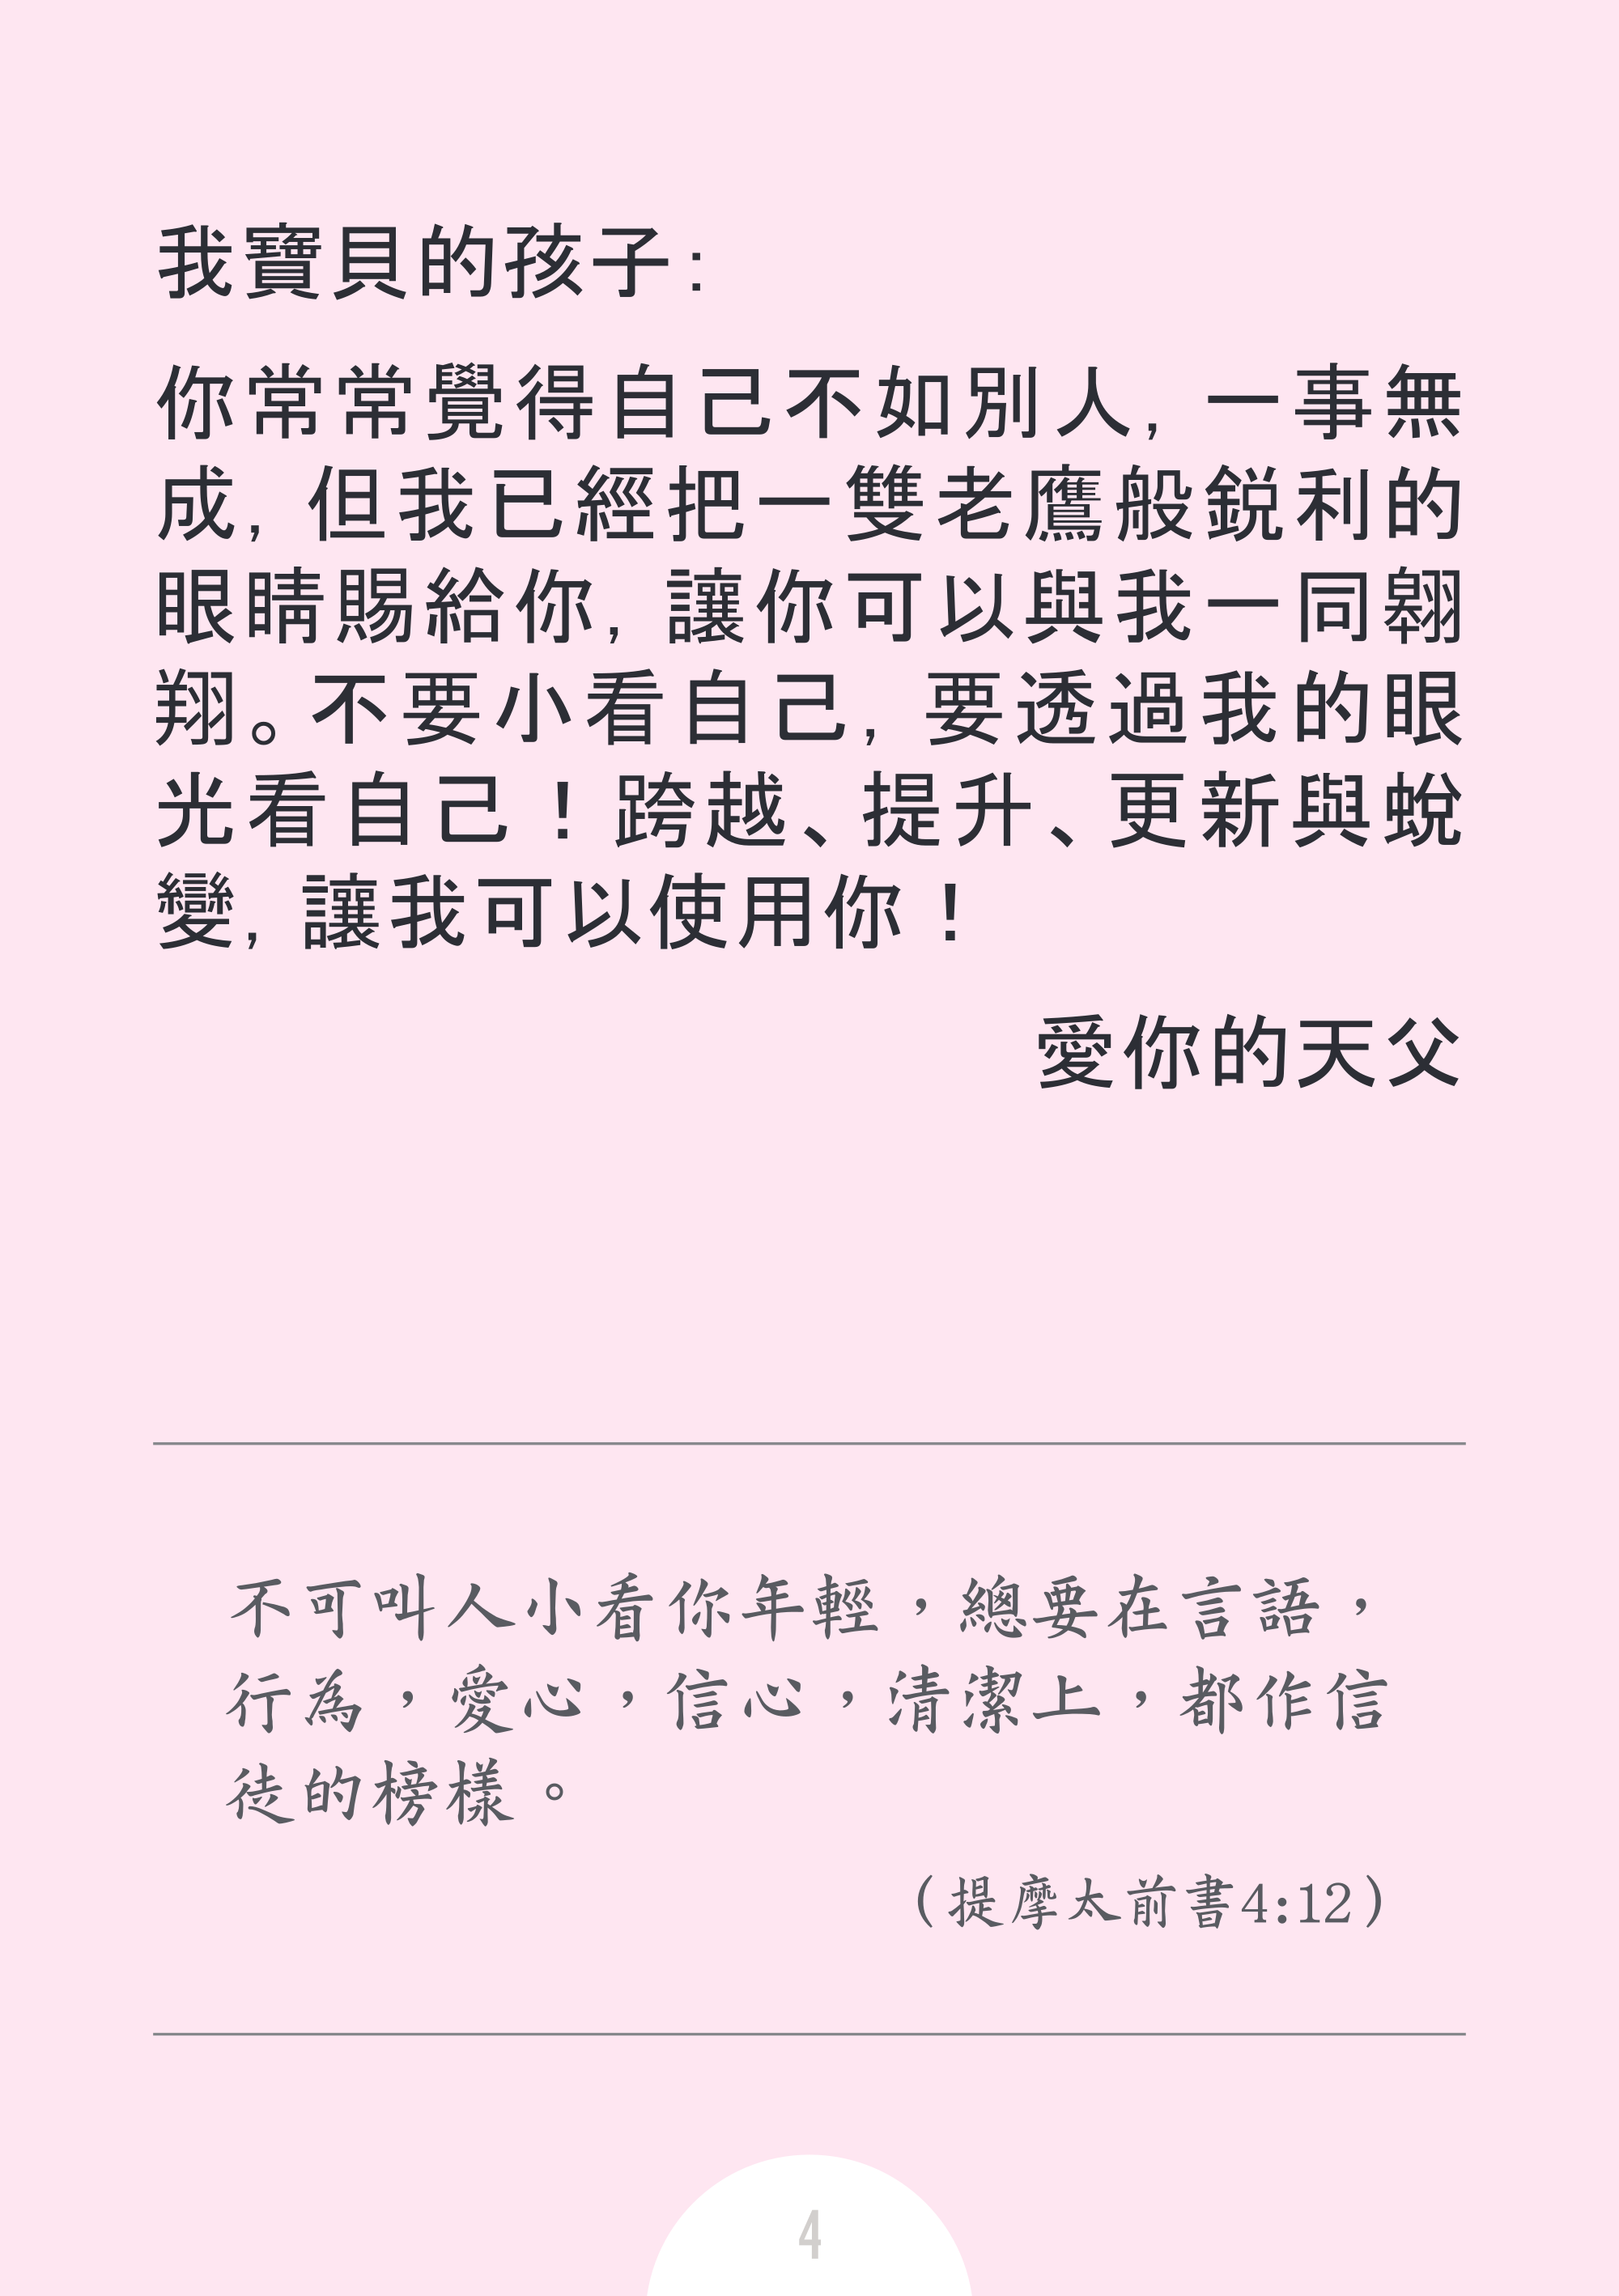 我寶貝的孩子:
你常常覺得自己不如別人, 一事無
成, 但我已經把一雙老鷹般銳利的
眼睛賜給你, 讓你可以與我一同翱
翔。不要小看自己, 要透過我的眼
光看自己！跨越、提升、更新與蛻
變, 讓我可以使用你！
愛你的天父
不可叫人小看你年輕，總要在言語，
行為，愛心，信心，清潔上，都作信
徒的榜樣。
(提摩太前書4:12)
4